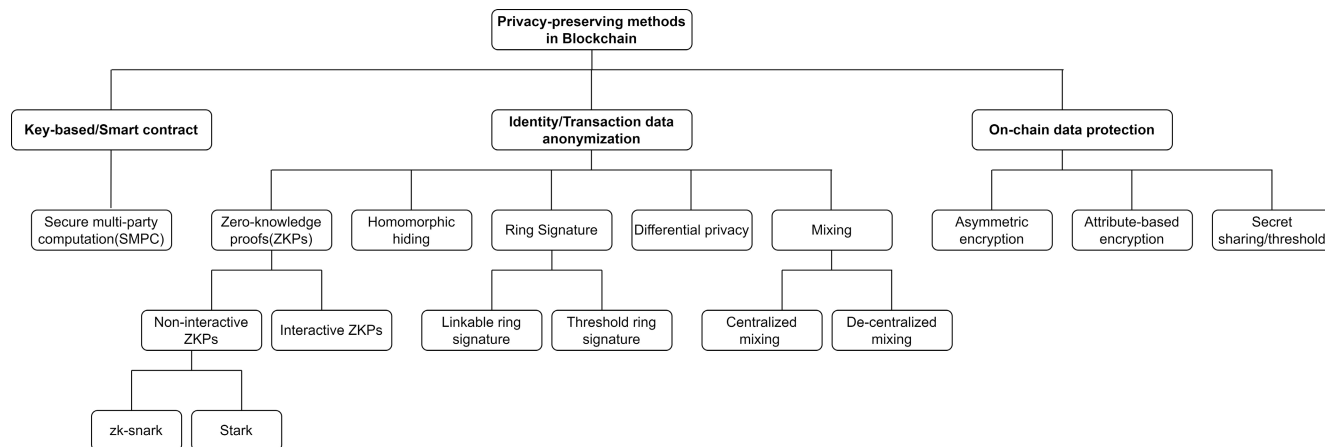 Privacy-preserving methods
in Blockchain
Key-based/Smart contract
Identity/Transaction data
anonymization
On-chain data protection
Secure multi-party
computation(SMPC)
Zero-knowledge
proofs(ZKPs)
Homomorphic
hiding
Ring Signature
Differential privacy
Mixing
Asymmetric
encryption
Attribute-based
encryption
Secret
sharing/threshold
Non-interactive
ZKPs
Interactive ZKPs
Linkable ring
signature
Threshold ring
signature
Centralized
mixing
De-centralized
mixing
zk-snark
Stark